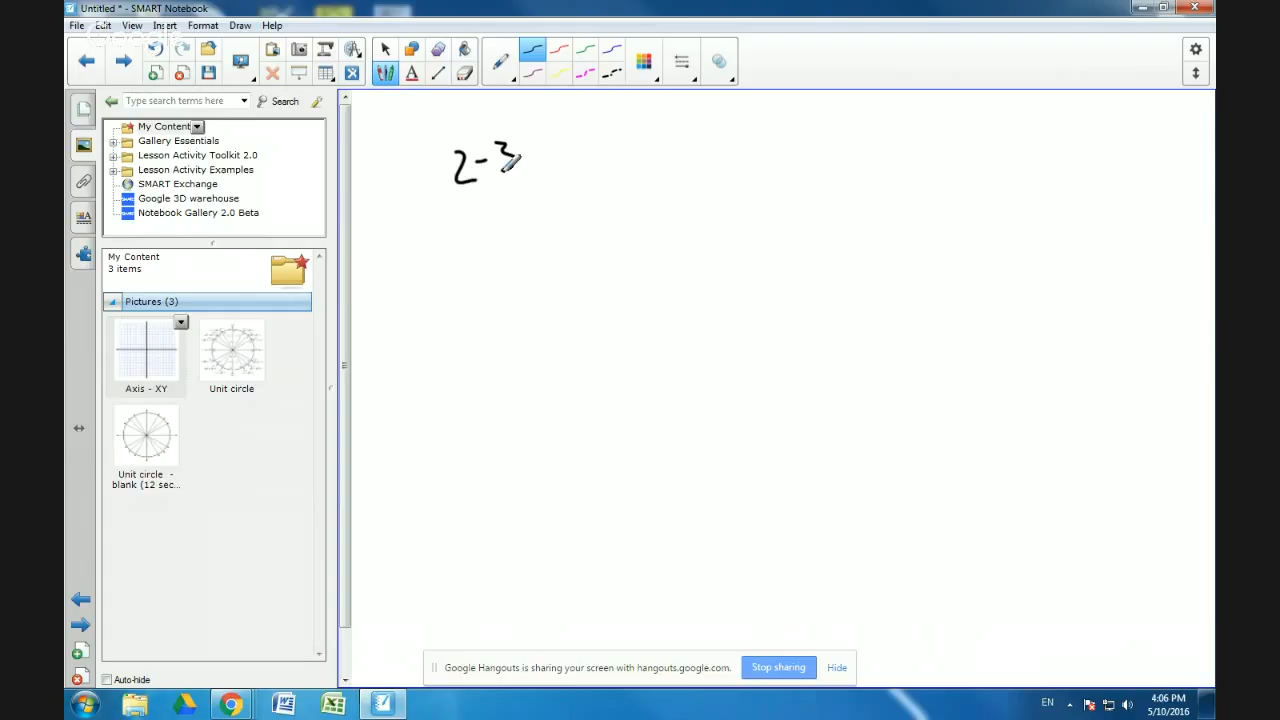 Untitled * - SMART Notebook
File Edit View Insert Format Draw Help
Type search terms here Search
My Content
Gallery Essentials
Lesson Activity Toolkit 2.0
Lesson Activity Examples
SMART Exchange
Google 3D warehouse
Notebook Gallery 2.0 Beta
My Content
3 items
Pictures (3)
Axis - XY Unit circle
Unit circle -
blank (12 sec...
Auto-hide
2-3
Google Hangouts is sharing your screen with hangouts.google.com. Stop sharing Hide
EN 4:06 PM
5/10/2016